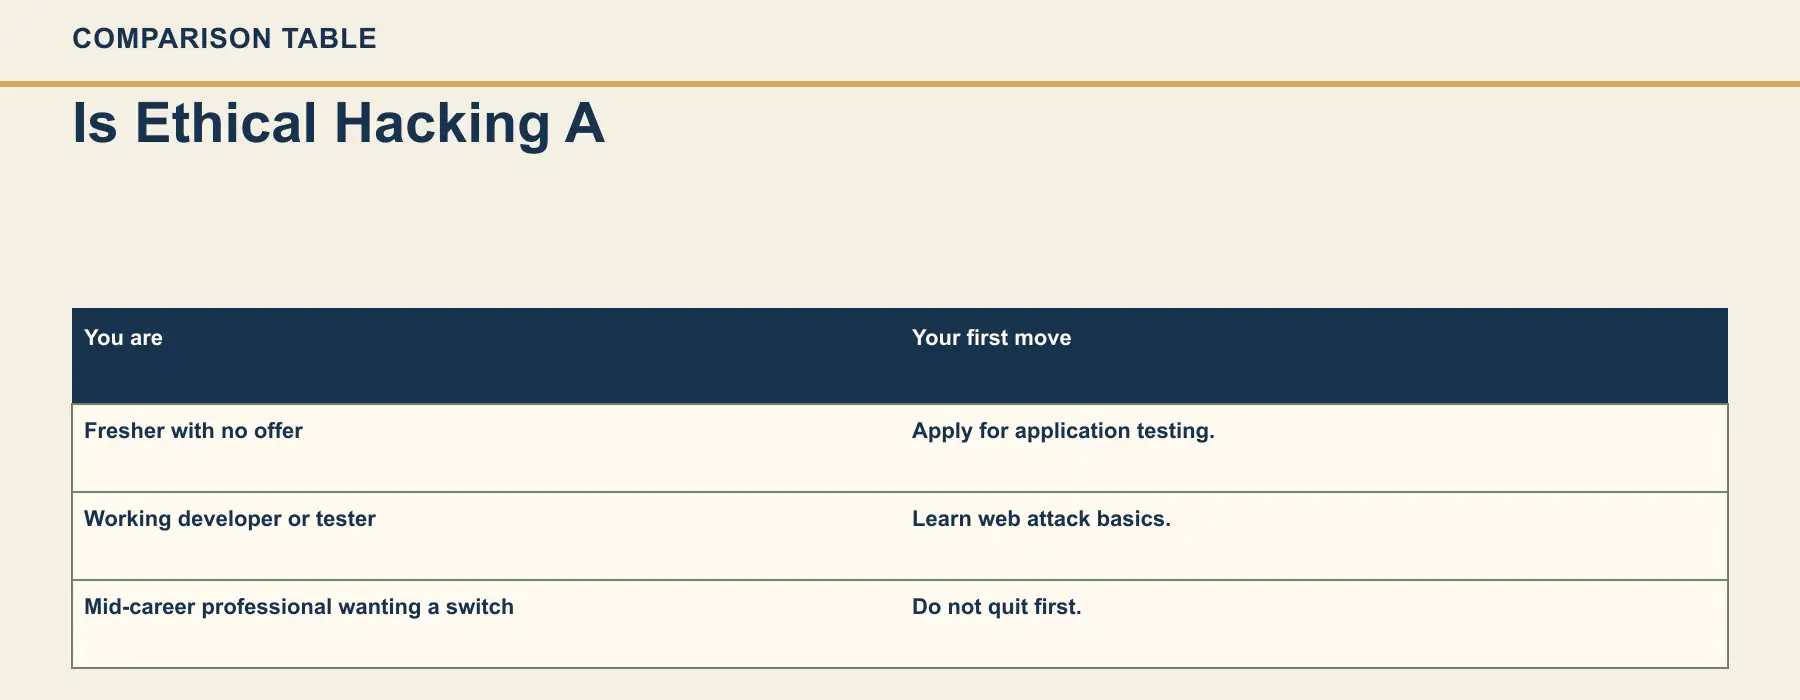 COMPARISON TABLE
Is Ethical Hacking A
You are Your first move
Fresher with no offer Apply for application testing.
Working developer or tester Learn web attack basics.
Mid-career professional wanting a switch Do not quit first.